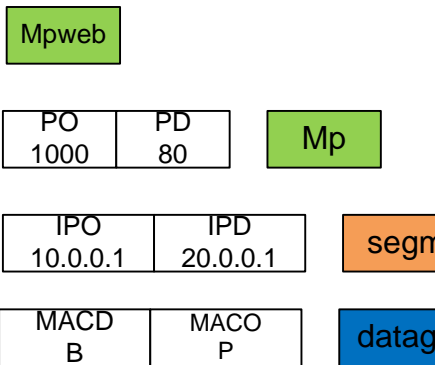 Mpweb
PO PD
1000 80 Mp
IPO IPD
10.0.0.1 20.0.0.1 segm
MACD MACO
B P datag